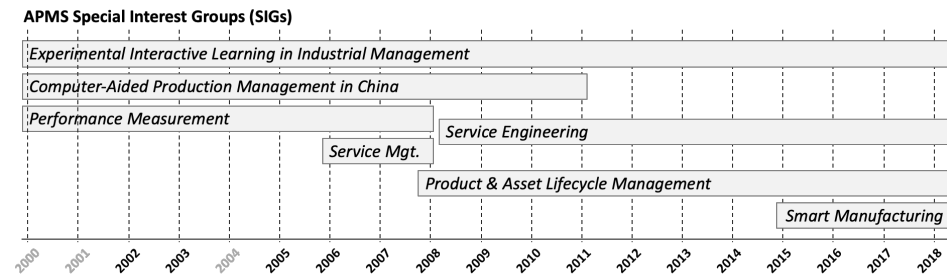 APMS Special Interest Groups (SIGs)
Experimental Interactive Learning in Industrial Management
Computer-Aided Production Management in China
Performance Measurement
Service Engineering
Service Mgt.
Product & Asset Lifecycle Management
Smart Manufacturing
2000 2001 2002 2003 2004 2005 2006 2007 2008 2009 2010 2011 2012 2013 2014 2015 2016 2017 2018